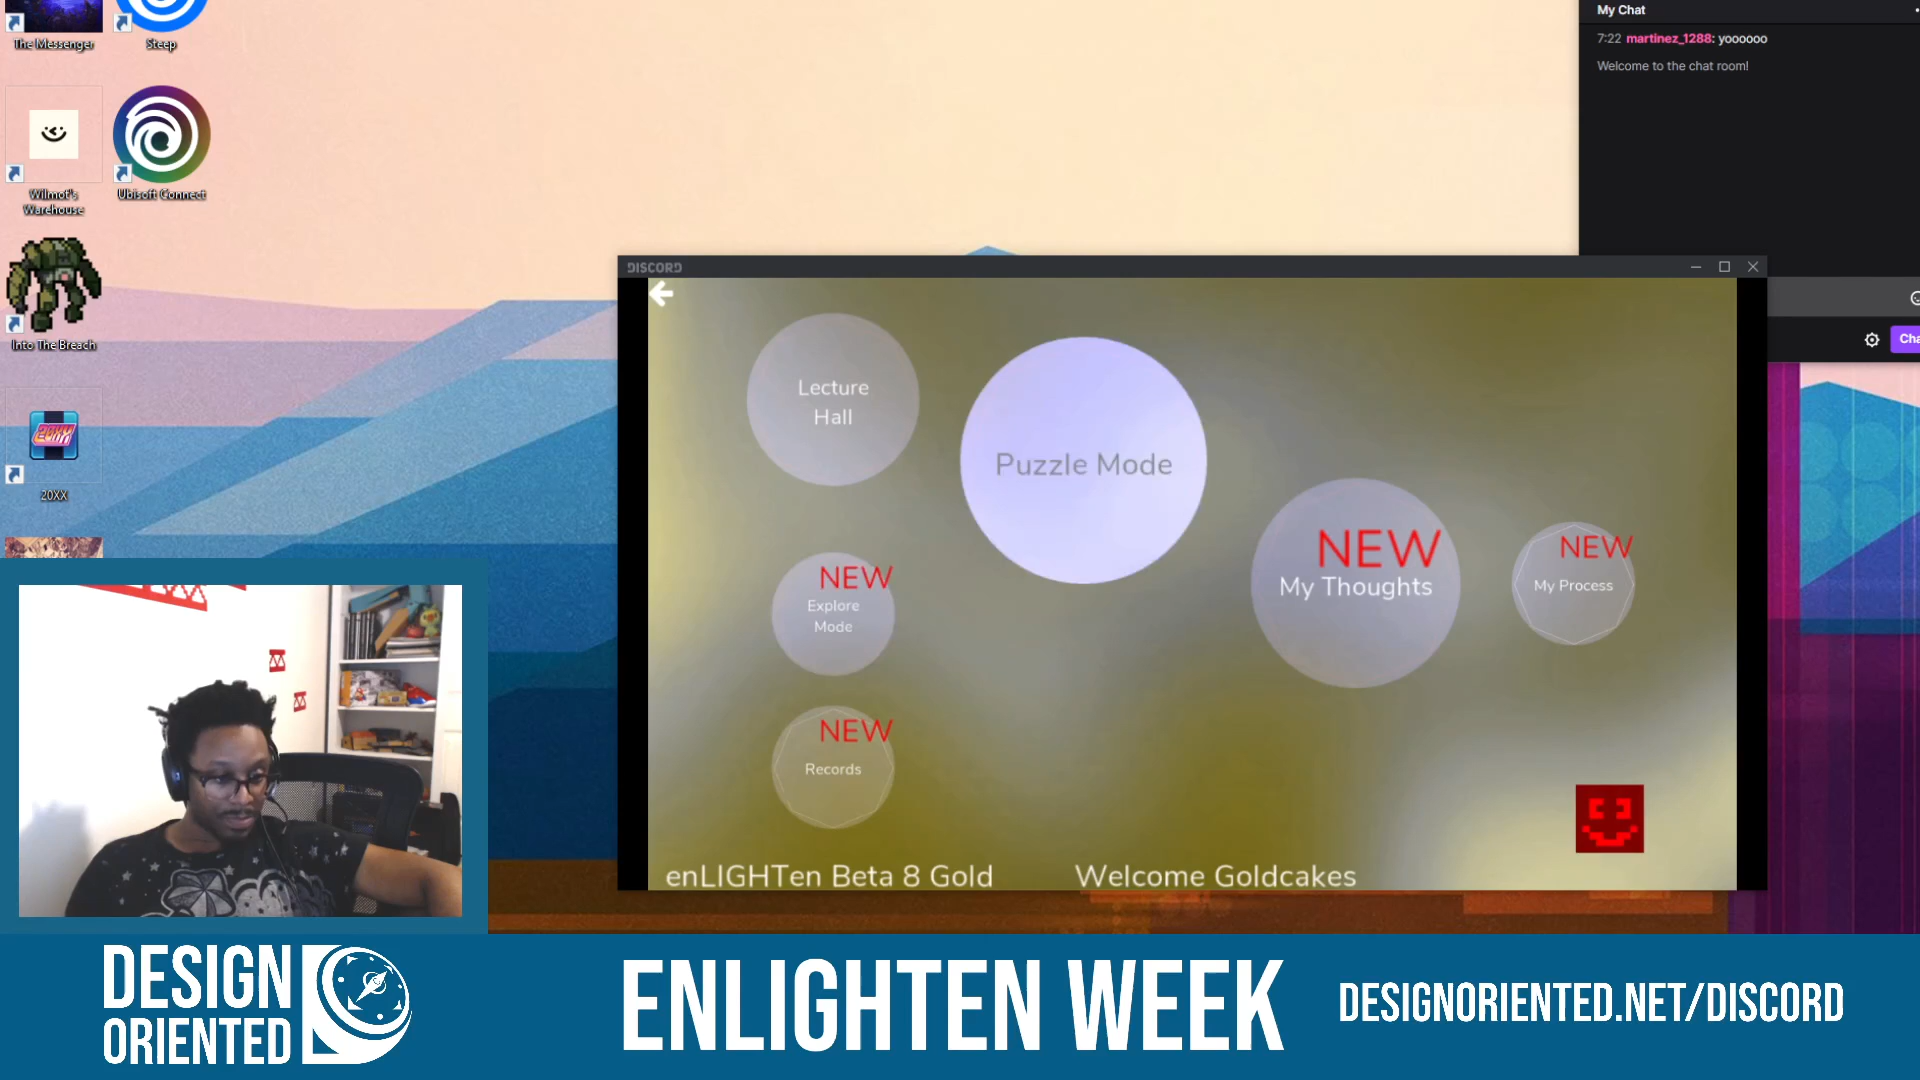 The Messenger
Steep
Wilmot's
Warehouse
Ubisoft Connect
Into The Breach
20XX
My Chat
7:22 martinez_1288: yoooooo
Welcome to the chat room!
Cha
DISCORD
Lecture
Hall
Puzzle Mode
NEW
My Thoughts
NEW
My Process
NEW
Explore
Mode
NEW
Records
enLIGHTen Beta 8 Gold
Welcome Goldcakes
DESIGN
ORIENTED
ENLIGHTEN WEEK
DESIGNORIENTED.NET/DISCORD